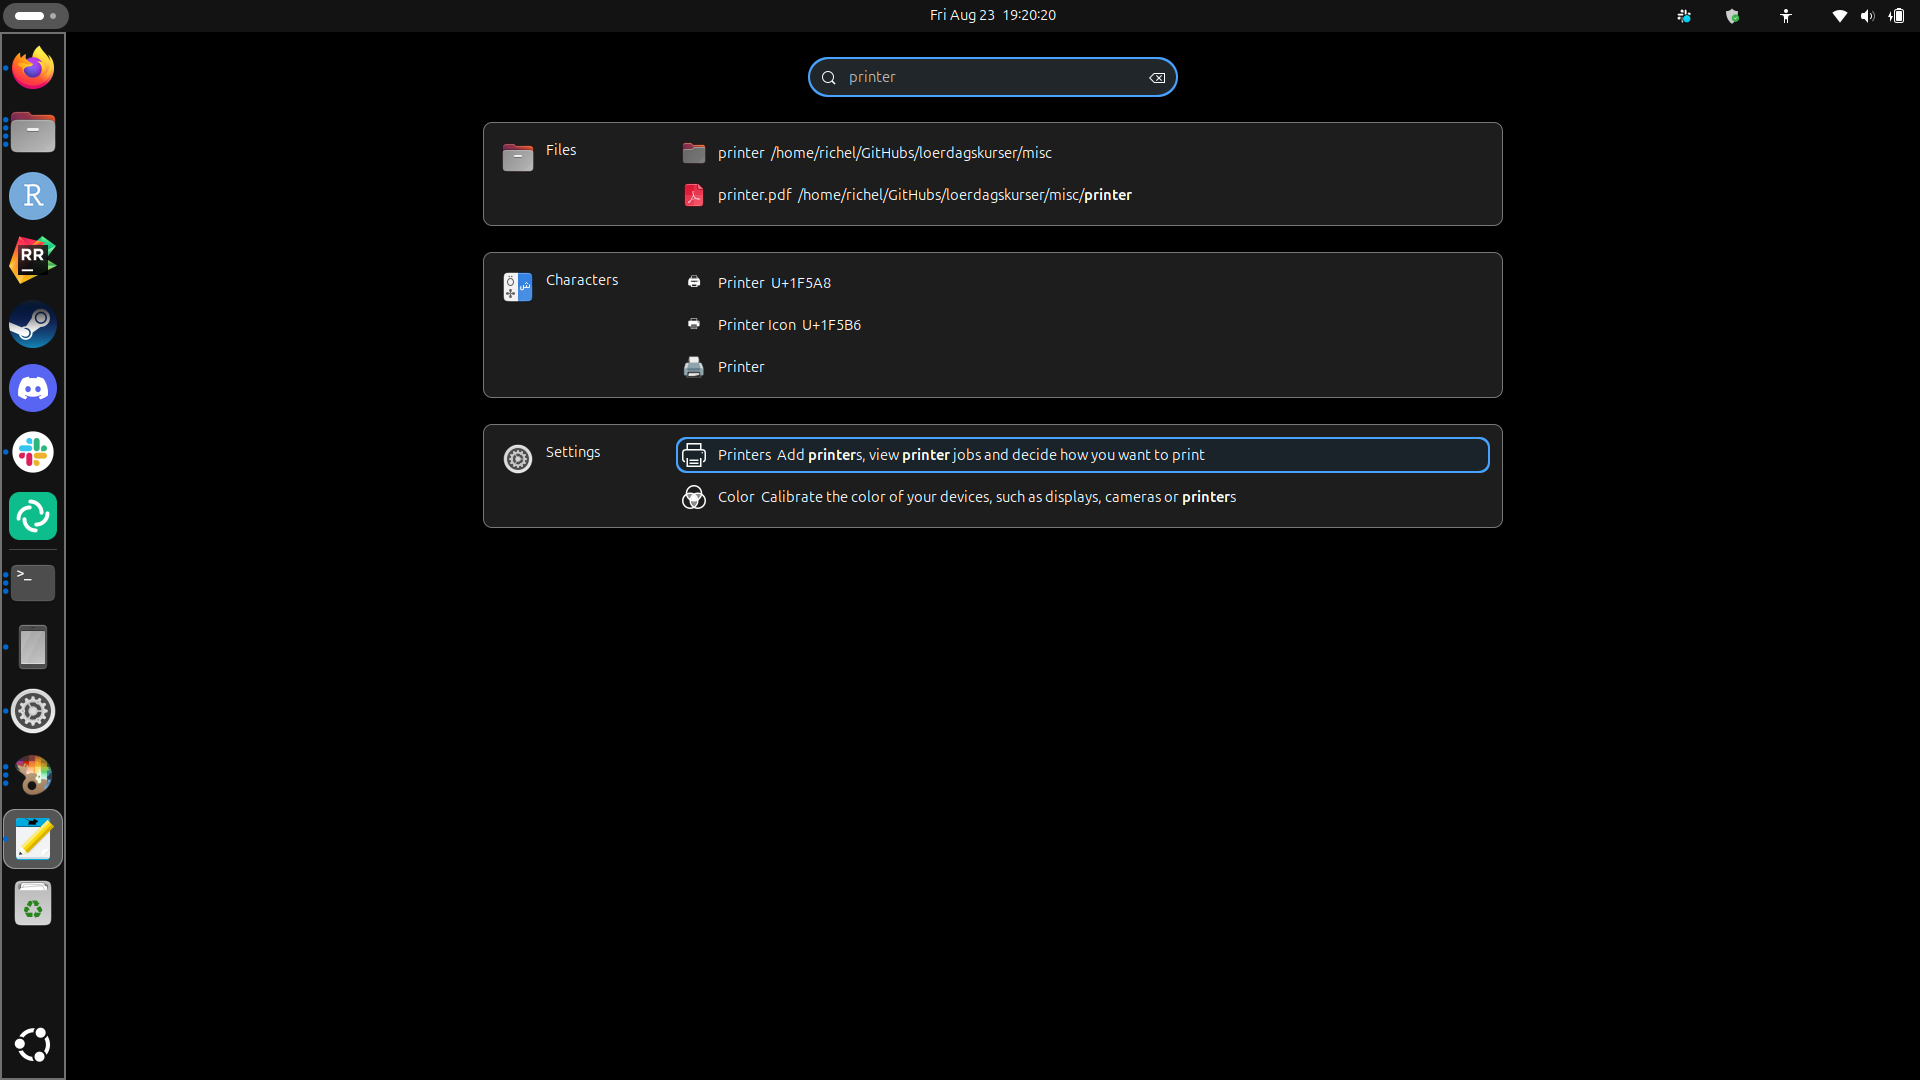 Fri Aug 23 19:20:20
printer
Files
printer /home/richel/GitHubs/loerdagskurser/misc
printer.pdf /home/richel/GitHubs/loerdagskurser/misc/printer
Characters
Printer U+1F5A8
Printer Icon U+1F5B6
Printer
Settings
Printers Add printers, view printer jobs and decide how you want to print
Color Calibrate the color of your devices, such as displays, cameras or printers
R
RR
>_